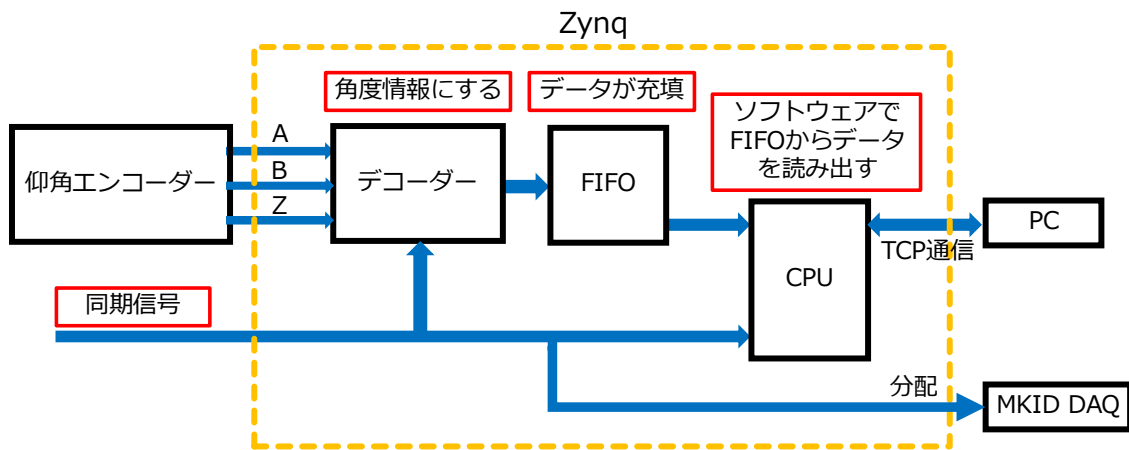 Zynq
角度情報にする
データが充填
ソフトウェアで
FIFOからデータ
を読み出す
仰角エンコーダー
A
B
Z
デコーダー
FIFO
CPU
PC
TCP通信
同期信号
分配
MKID DAQ